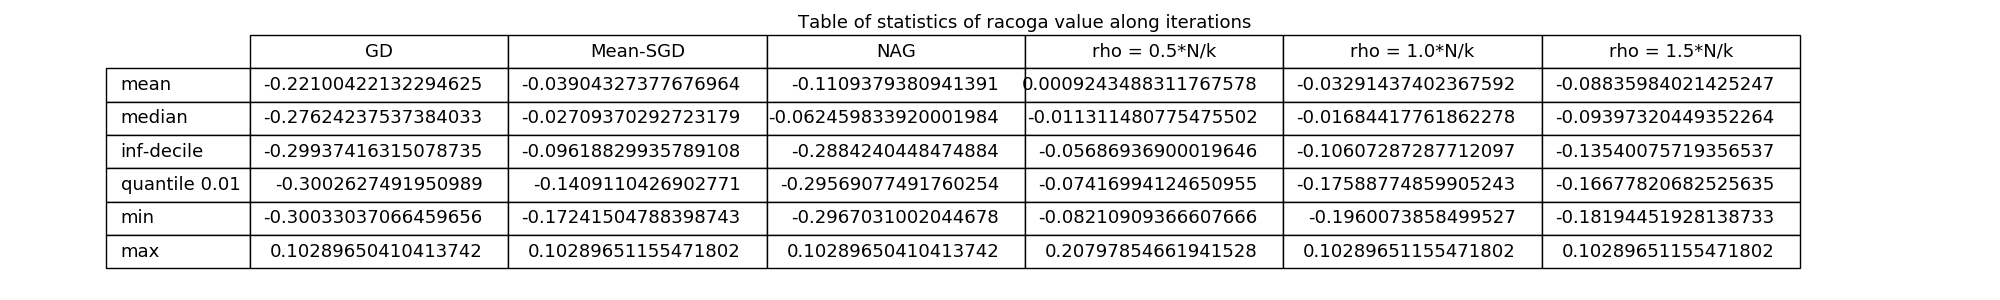 Table of statistics of racoga value along iterations
GD Mean-SGD NAG rho = 0.5*N/k rho = 1.0*N/k rho = 1.5*N/k
mean -0.22100422132294625 -0.03904327377676964 -0.1109379380941391 0.0009243488311767578 -0.03291437402367592 -0.08835984021425247
median -0.27624237537384033 -0.02709370292723179 -0.062459833920001984 -0.011311480775475502 -0.01684417761862278 -0.09397320449352264
inf-decile -0.29937416315078735 -0.09618829935789108 -0.2884240448474884 -0.05686936900019646 -0.10607287287712097 -0.13540075719356537
quantile 0.01 -0.3002627491950989 -0.1409110426902771 -0.29569077491760254 -0.07416994124650955 -0.17588774859905243 -0.16677820682525635
min -0.30033037066459656 -0.17241504788398743 -0.2967031002044678 -0.08210909366607666 -0.1960073858499527 -0.18194451928138733
max 0.10289650410413742 0.10289651155471802 0.10289650410413742 0.20797854661941528 0.10289651155471802 0.10289651155471802